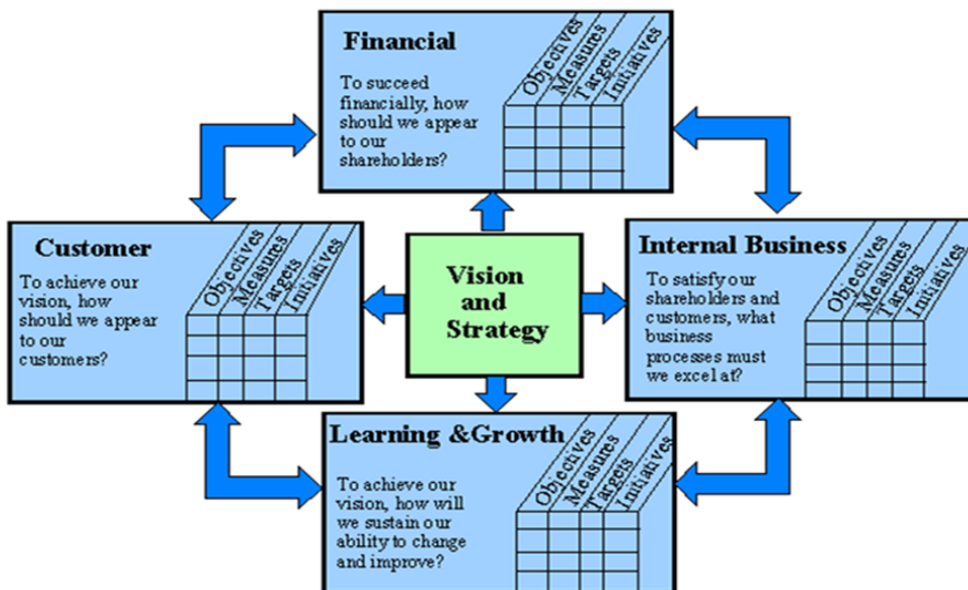 Financial
To succeed
financially, how
should we appear
to our
shareholders?
Objectives
Measures
Targets
Initiatives
Customer
To achieve our
vision, how
should we appear
to our
customers?
Objectives
Measures
Targets
Initiatives
Vision
and
Strategy
Internal Business
To satisfy our
shareholders and
customers, what
business
processes must
we excel at?
Objectives
Measures
Targets
Initiatives
Learning &Growth
To achieve our
vision, how will
we sustain our
ability to change
and improve?
Objectives
Measures
Targets
Initiatives